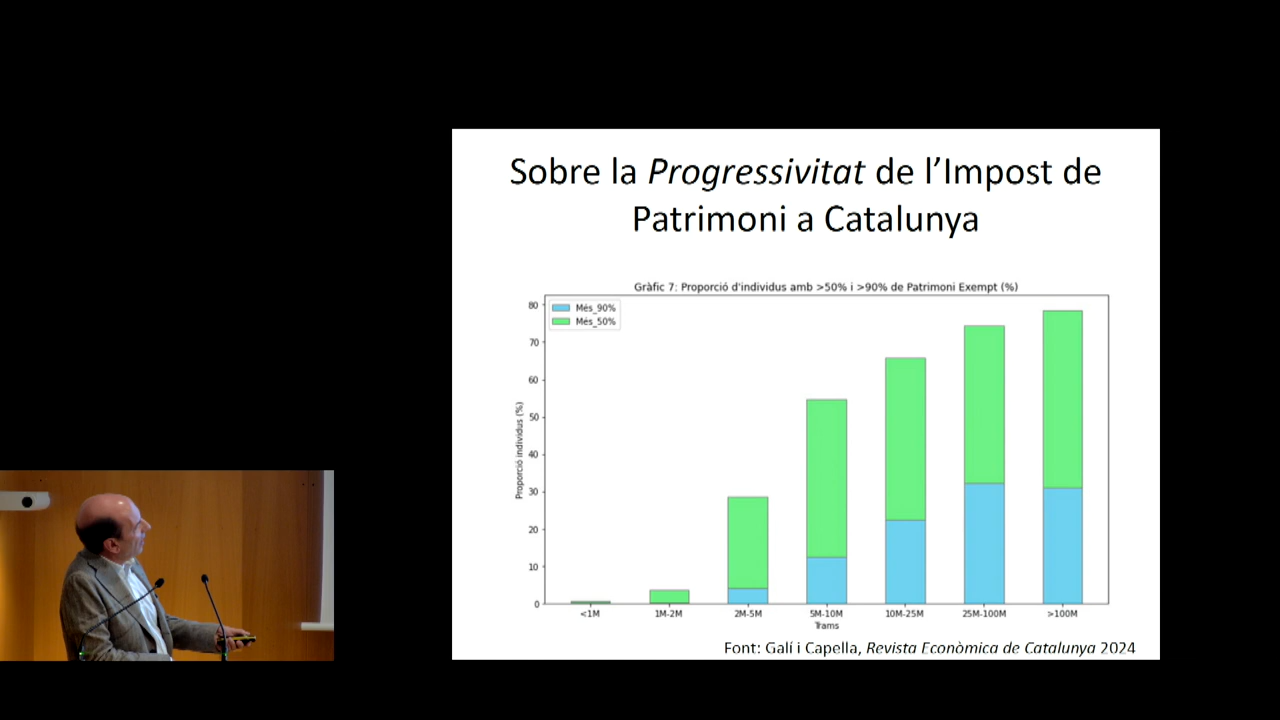 Sobre la Progressivitat de l’Impost de
Patrimoni a Catalunya
Gràfic 7: Proporció d'individus amb >50% i >90% de Patrimoni Exempt (%)
Més_90%
Més_50%
Proporció individus (%)
80
70
60
50
40
30
20
10
0
<1M 1M-2M 2M-5M 5M-10M 10M-25M 25M-100M >100M
Trams
Font: Galí i Capella, Revista Econòmica de Catalunya 2024